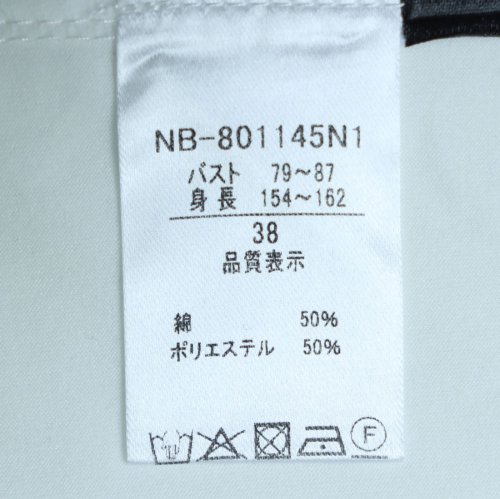 NB-801145N1
バスト 79～87
身長 154～162
38
品質表示
綿 50%
ポリエステル 50%
F